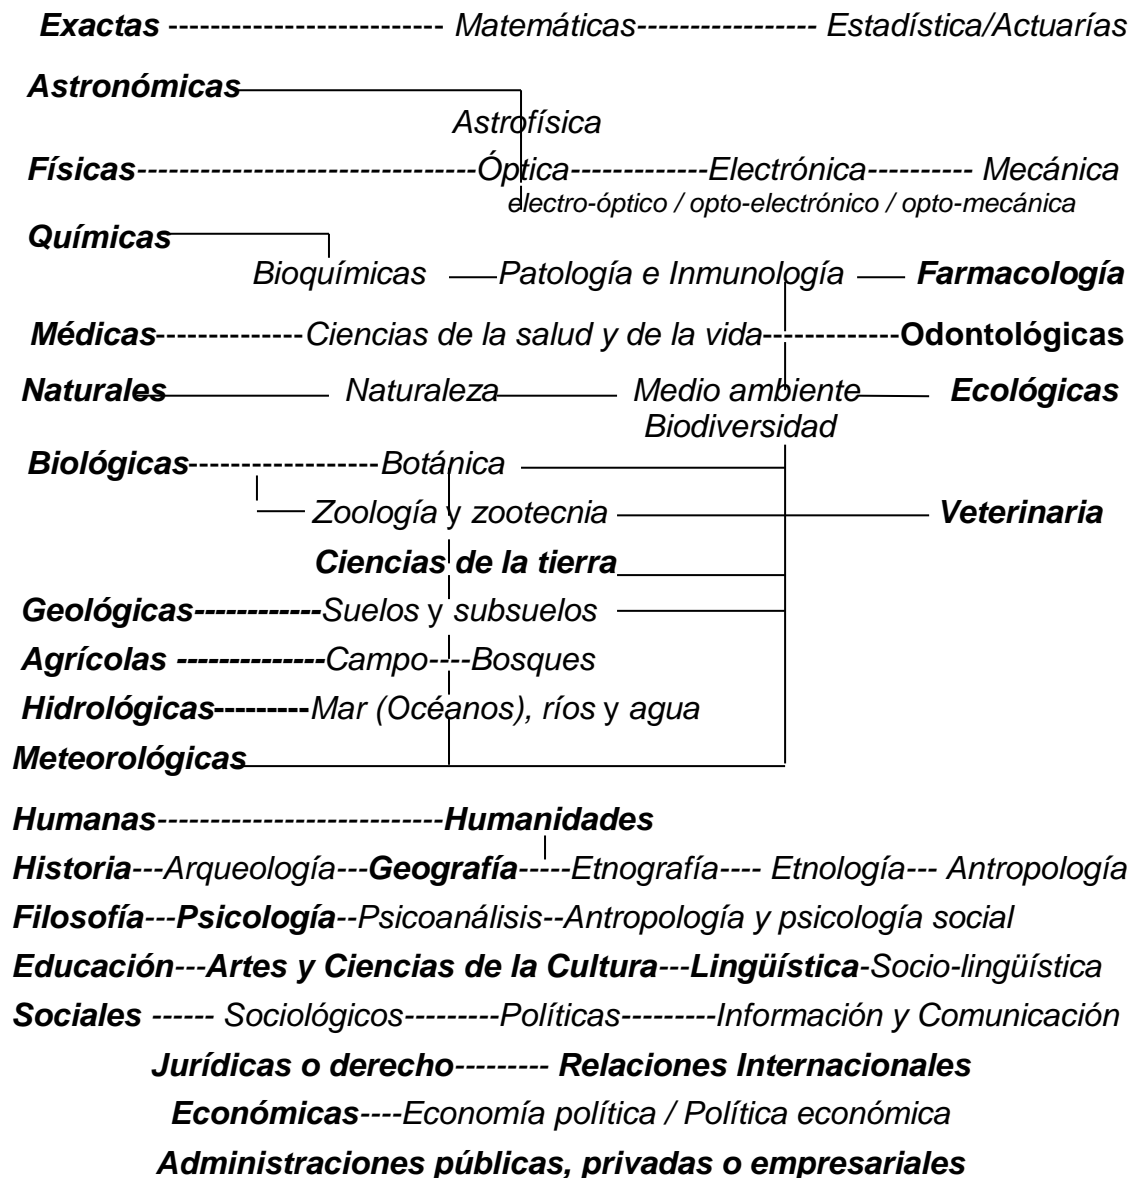 Exactas -------------------------- Matemáticas----------------- Estadística/Actuarías
Astronómicas
Astrofísica
Físicas--------------------------------Óptica-------------Electrónica---------- Mecánica
electro-óptico / opto-electrónico / opto-mecánica
Químicas
Bioquímicas Patología e Inmunología Farmacología
Médicas--------------Ciencias de la salud y de la vida-------------Odontológicas
Naturales Naturaleza Medio ambiente Ecológicas
Biodiversidad
Biológicas------------------Botánica
Zoología y zootecnia Veterinaria
Ciencias de la tierra
Geológicas------------Suelos y subsuelos
Agrícolas --------------Campo----Bosques
Hidrológicas---------Mar (Océanos), ríos y agua
Meteorológicas
Humanas---------------------------Humanidades
Historia---Arqueología---Geografía-----Etnografía---- Etnología--- Antropología
Filosofía---Psicología--Psicoanálisis--Antropología y psicología social
Educación---Artes y Ciencias de la Cultura---Lingüística-Socio-lingüística
Sociales ------ Sociológicos---------Políticas---------Información y Comunicación
Jurídicas o derecho--------- Relaciones Internacionales
Económicas----Economía política / Política económica
Administraciones públicas, privadas o empresariales